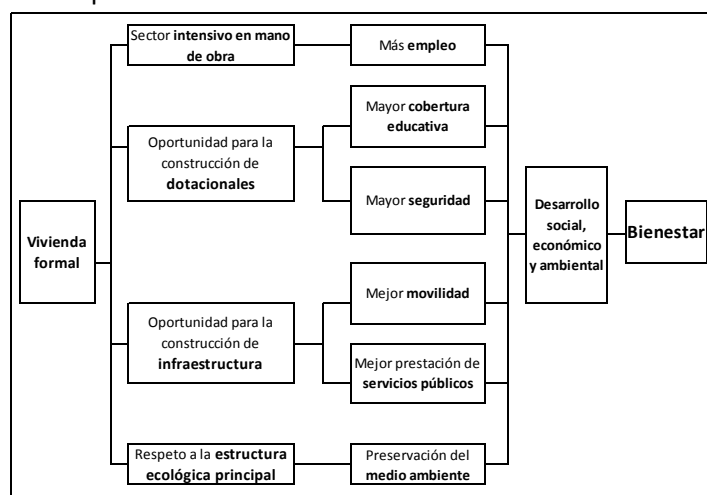 Sector intensivo en mano
de obra
Más empleo
Mayor cobertura
educativa
Oportunidad para la
construcción de
dotacionales
Mayor seguridad
Vivienda
formal
Desarrollo
social,
económico
y ambiental
Bienestar
Mejor movilidad
Oportunidad para la
construcción de
infraestructura
Mejor prestación de
servicios públicos
Respeto a la estructura
ecológica principal
Preservación del
medio ambiente